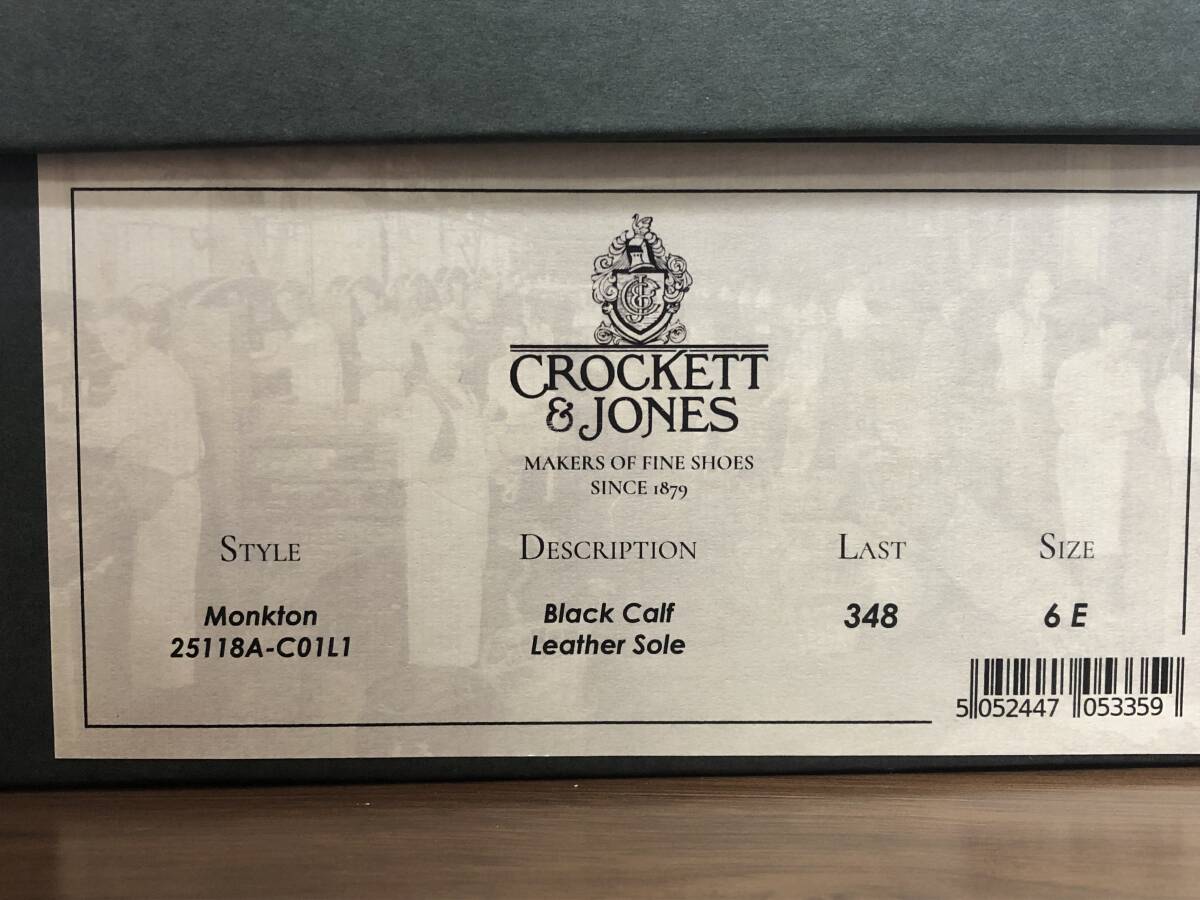 CROCKETT
& JONES
MAKERS OF FINE SHOES
SINCE 1879
STYLE DESCRIPTION LAST SIZE
Monkton Black Calf 348 6 E
25118A-C01L1 Leather Sole
5 052447 053359